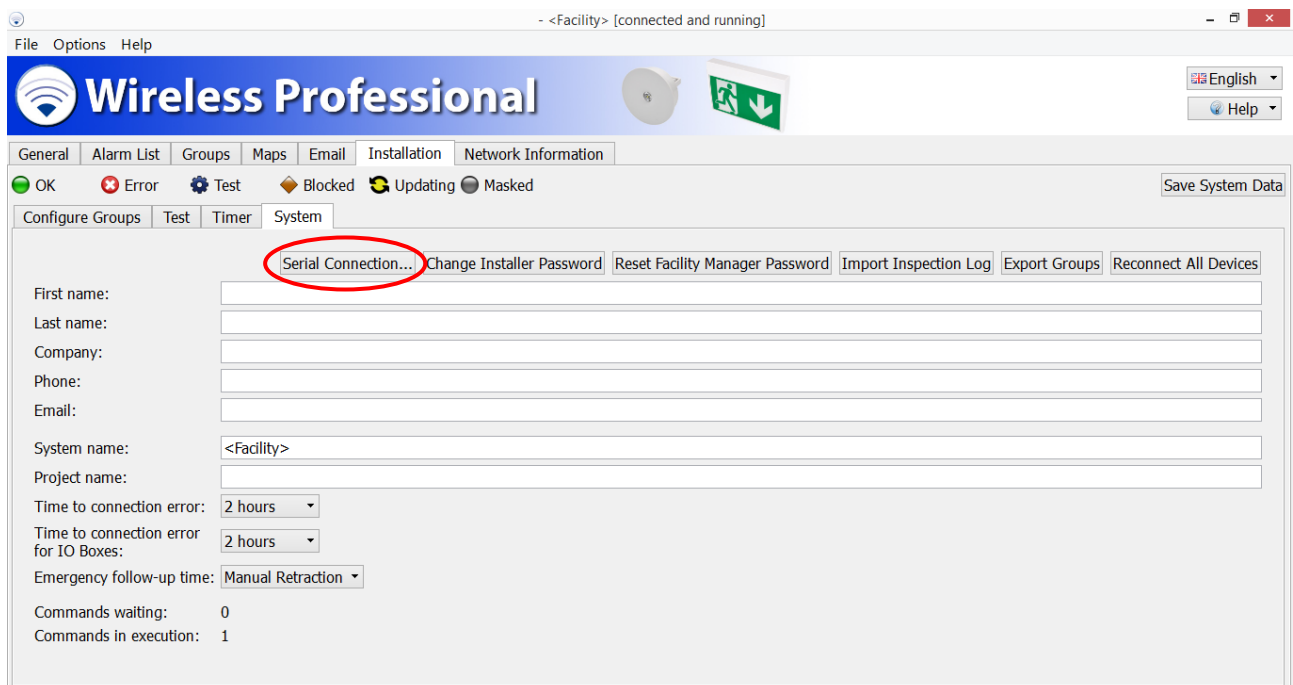 - <Facility> [connected and running]
File Options Help
Wireless Professional
English
Help
General Alarm List Groups Maps Email Installation Network Information
OK Error Test Blocked Updating Masked Save System Data
Configure Groups Test Timer System
Serial Connection... Change Installer Password Reset Facility Manager Password Import Inspection Log Export Groups Reconnect All Devices
First name:
Last name:
Company:
Phone:
Email:
System name: <Facility>
Project name:
Time to connection error: 2 hours
Time to connection error
for IO Boxes: 2 hours
Emergency follow-up time: Manual Retraction
Commands waiting: 0
Commands in execution: 1